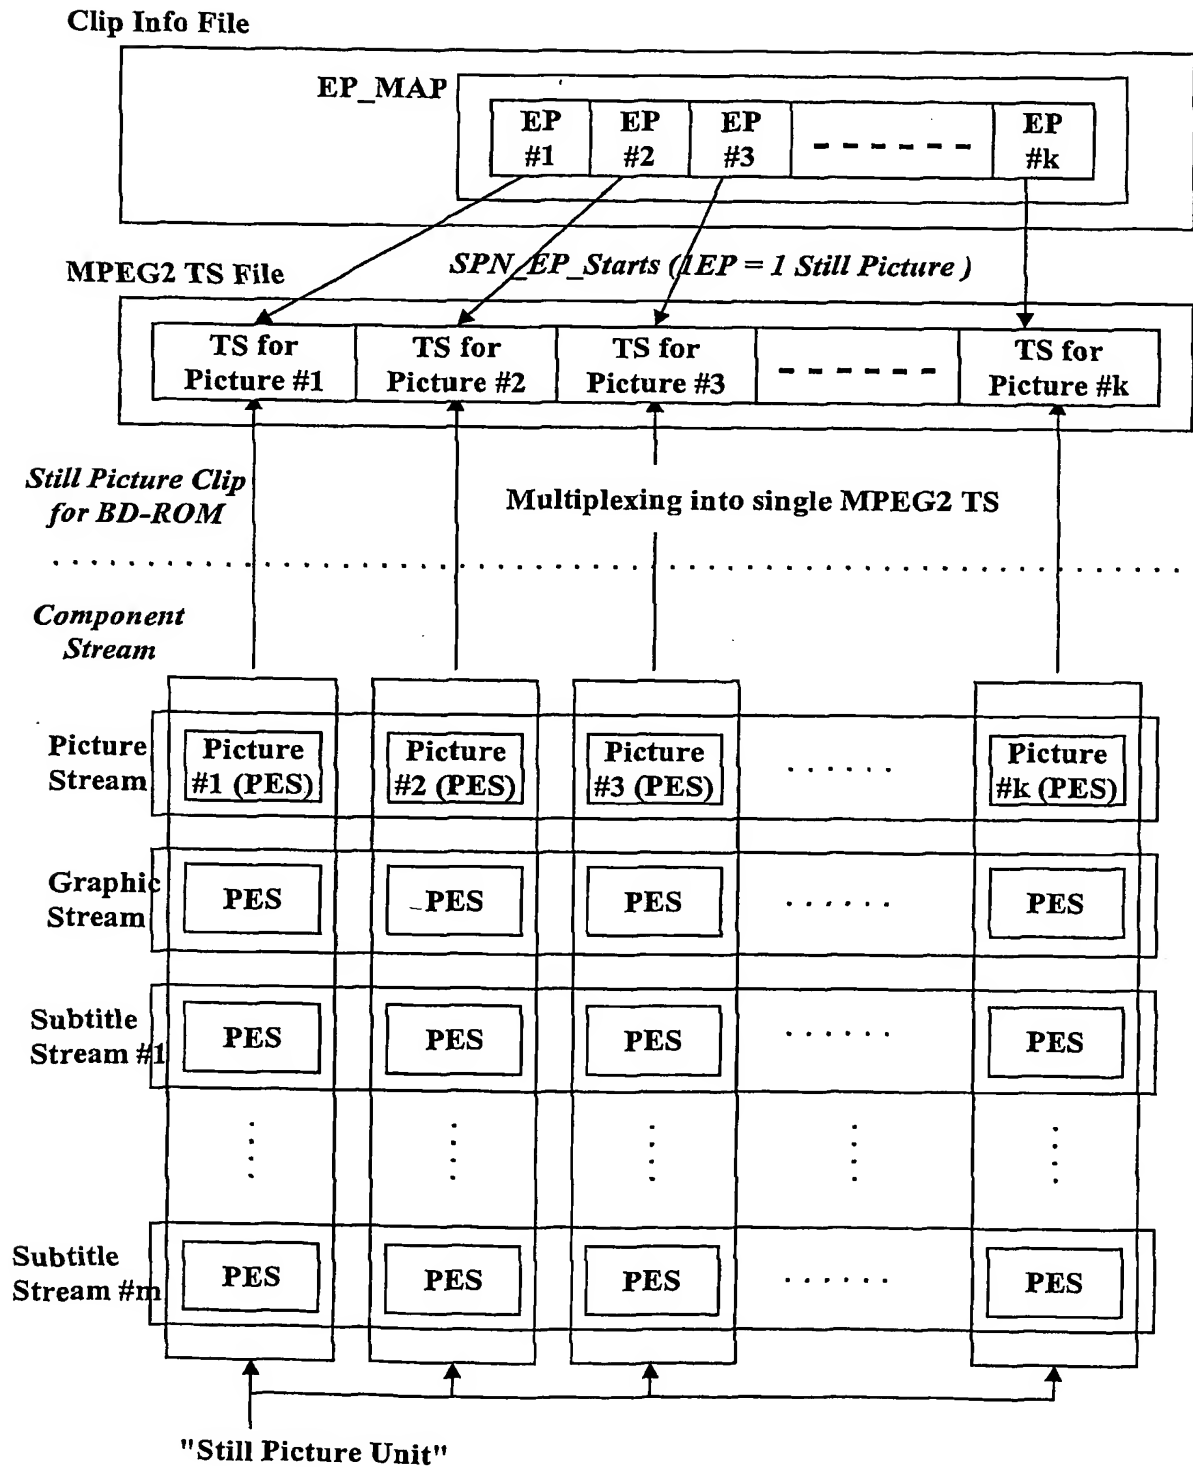 Clip Info File
EP_MAP
EP #1
EP #2
EP #3
EP #k
SPN_EP_Starts (1EP = 1 Still Picture )
MPEG2 TS File
TS for Picture #1
TS for Picture #2
TS for Picture #3
TS for Picture #k
Still Picture Clip
for BD-ROM
Multiplexing into single MPEG2 TS
Component
Stream
Picture
Stream
Picture #1 (PES)
Picture #2 (PES)
Picture #3 (PES)
Picture #k (PES)
Graphic
Stream
PES
PES
PES
PES
Subtitle
Stream #1
PES
PES
PES
PES
Subtitle
Stream #m
PES
PES
PES
PES
"Still Picture Unit"